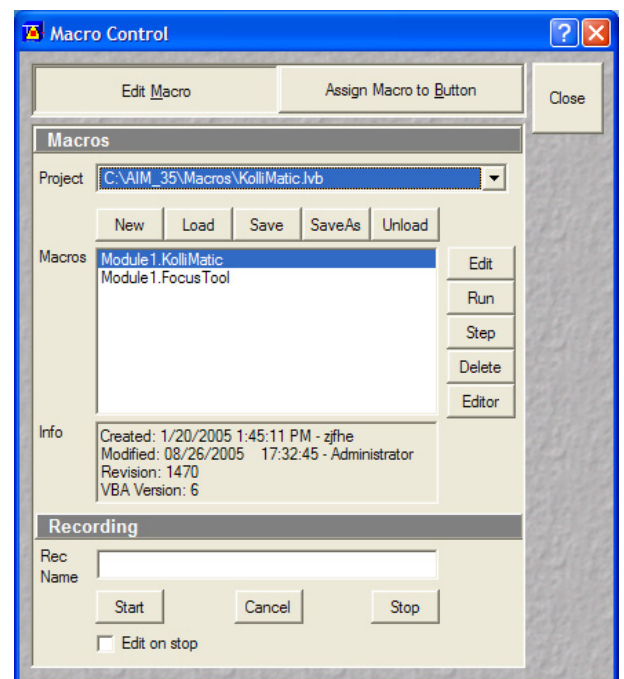 Macro Control
Edit Macro Assign Macro to Button Close
Macros
Project C:\AIM_35\Macros\KolliMatic.lvb
New Load Save SaveAs Unload
Macros Module1.KolliMatic Edit
Module1.FocusTool
Run
Step
Delete
Editor
Info Created: 1/20/2005 1:45:11 PM - zjfhe
Modified: 08/26/2005 17:32:45 - Administrator
Revision: 1470
VBA Version: 6
Recording
Rec
Name
Start Cancel Stop
Edit on stop